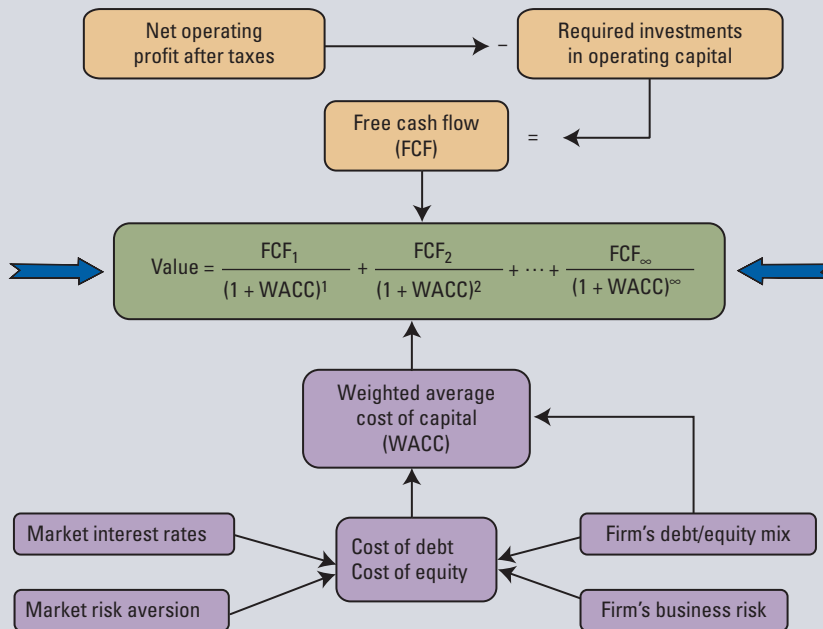 Net operating
profit after taxes
–
Required investments
in operating capital
Free cash flow
(FCF)
=
Value = FCF₁ / (1 + WACC)¹ + FCF₂ / (1 + WACC)² + ⋯ + FCF∞ / (1 + WACC)∞
Weighted average
cost of capital
(WACC)
Market interest rates
Cost of debt
Cost of equity
Firm's debt/equity mix
Market risk aversion
Firm's business risk